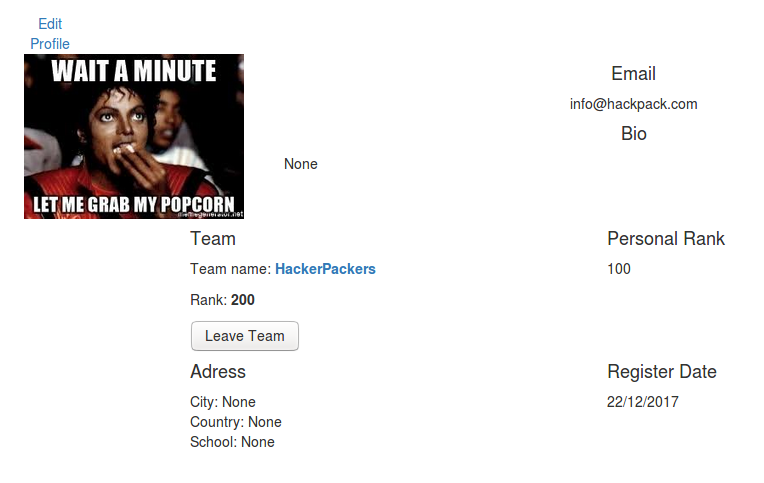 Edit
Profile
WAIT A MINUTE
LET ME GRAB MY POPCORN
memegenerator.net
Email
info@hackpack.com
Bio
None
Team
Team name: HackerPackers
Rank: 200
Leave Team
Personal Rank
100
Adress
City: None
Country: None
School: None
Register Date
22/12/2017